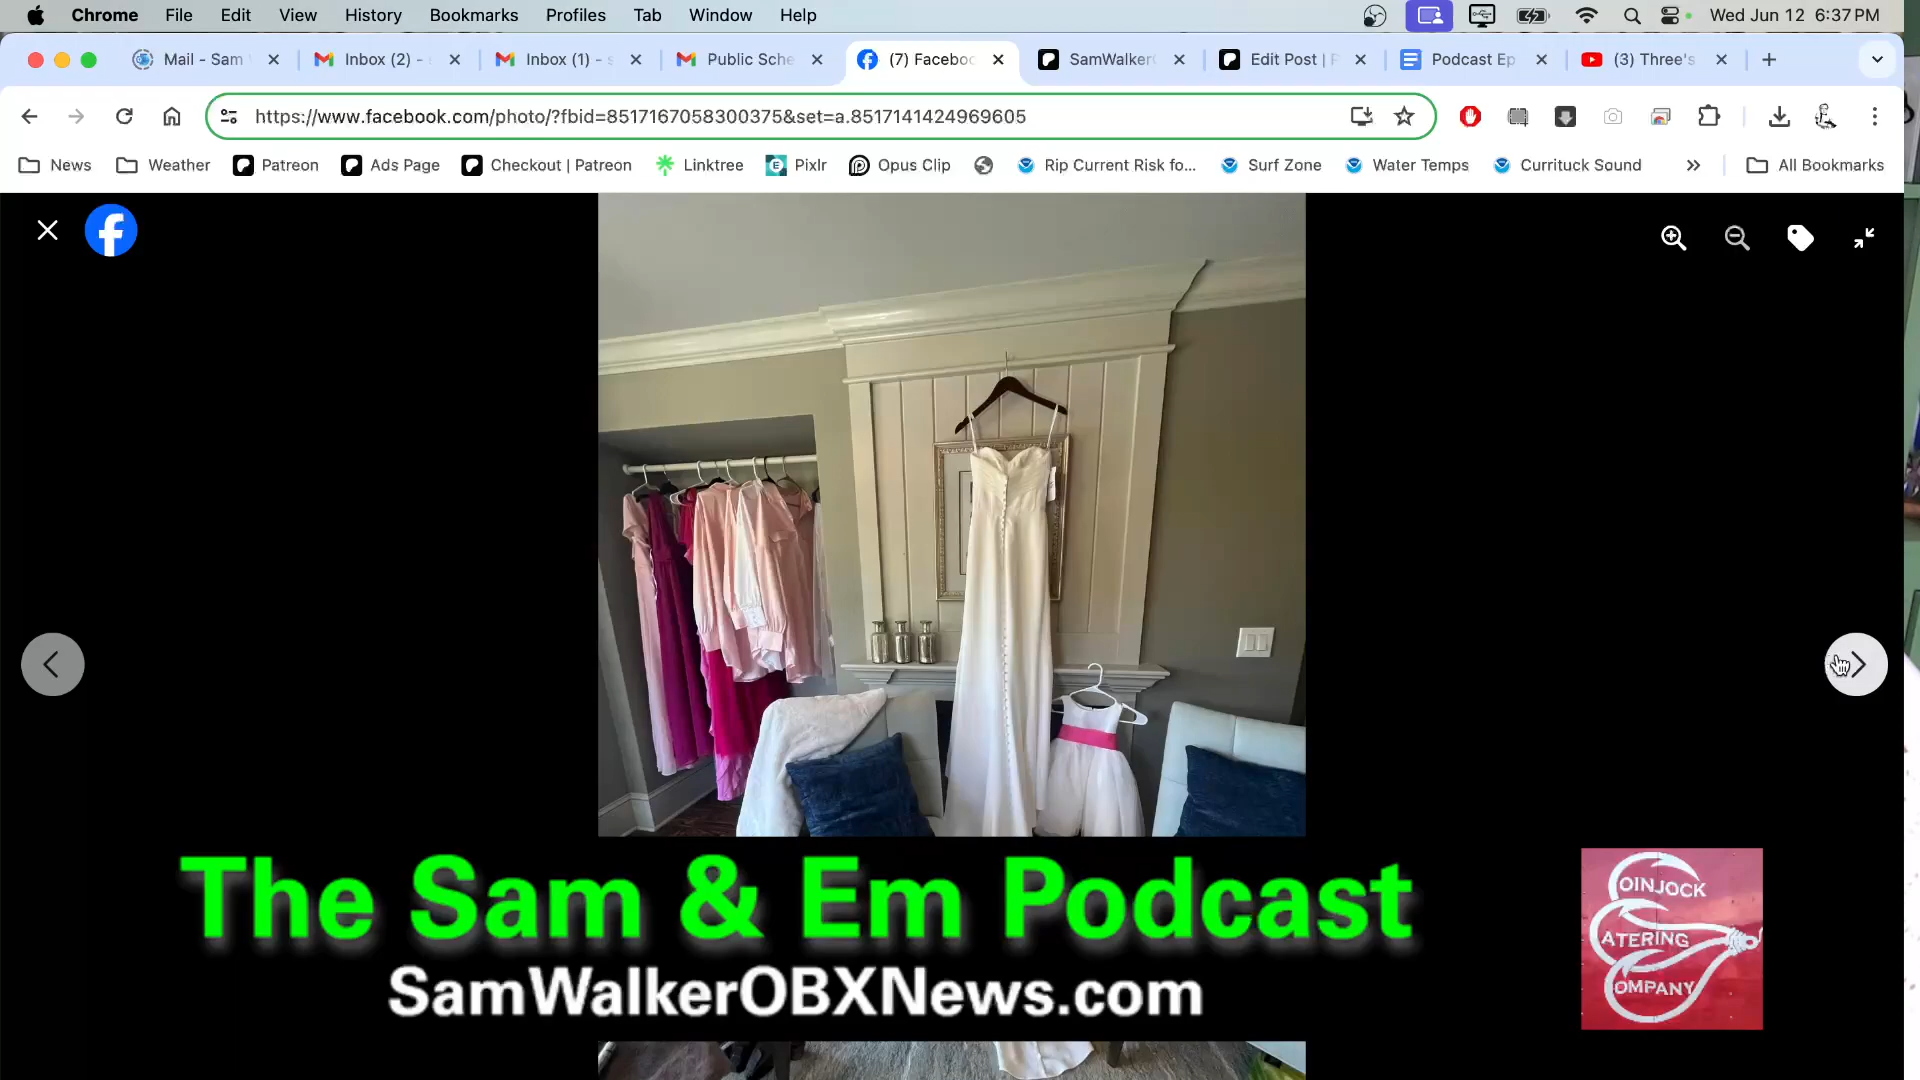 Chrome File Edit View History Bookmarks Profiles Tab Window Help Wed Jun 12 6:37 PM
Mail - Sam Inbox (2) - Inbox (1) - s Public Sche (7) Faceboo SamWalker Edit Post | P Podcast Ep (3) Three's
https://www.facebook.com/photo/?fbid=8517167058300375&set=a.8517141424969605
News Weather Patreon Ads Page Checkout | Patreon Linktree Pixlr Opus Clip Rip Current Risk fo... Surf Zone Water Temps Currituck Sound All Bookmarks
The Sam & Em Podcast
SamWalkerOBXNews.com
COINJOCK
CATERING
COMPANY